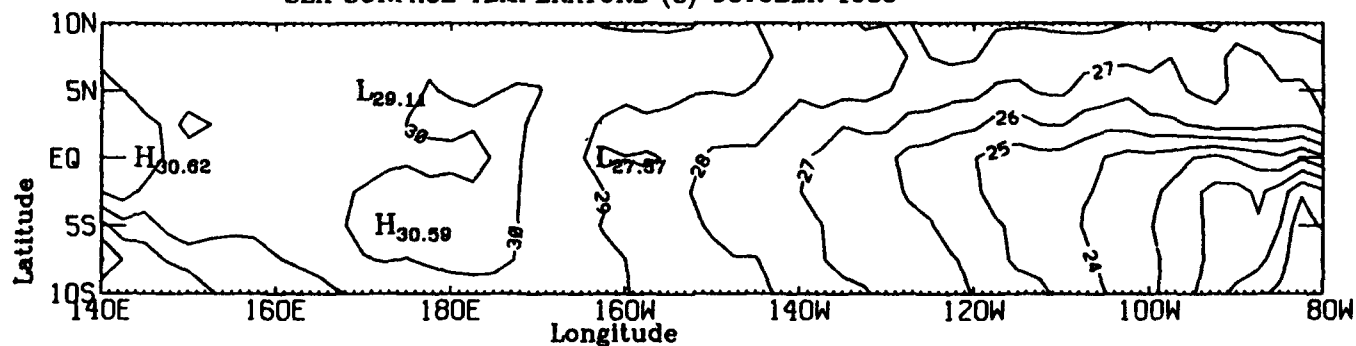 10N
L29.11
27
5N
30
26
25
EQ
H30.62
L27.87
28
27
29
5S
H30.59
30
24
10S
140E 160E 180E 160W 140W 120W 100W 80W
Latitude
Longitude